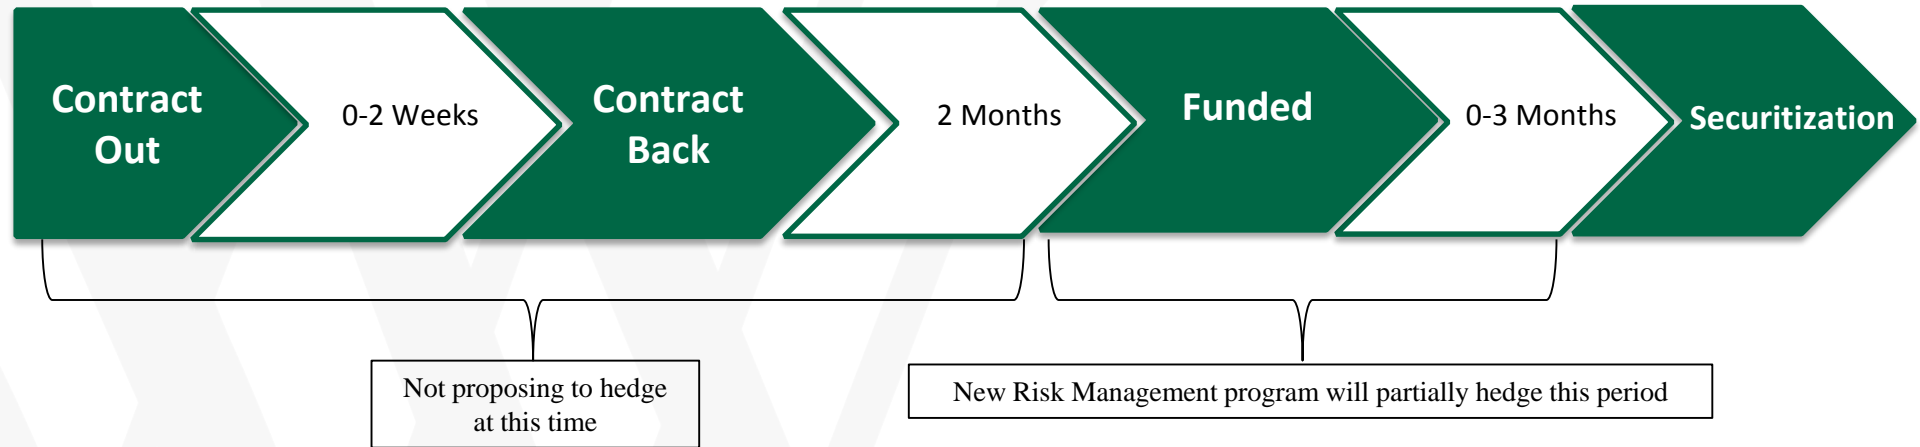 Contract
Out
0-2 Weeks
Contract
Back
2 Months
Funded
0-3 Months
Securitization
Not proposing to hedge
at this time
New Risk Management program will partially hedge this period